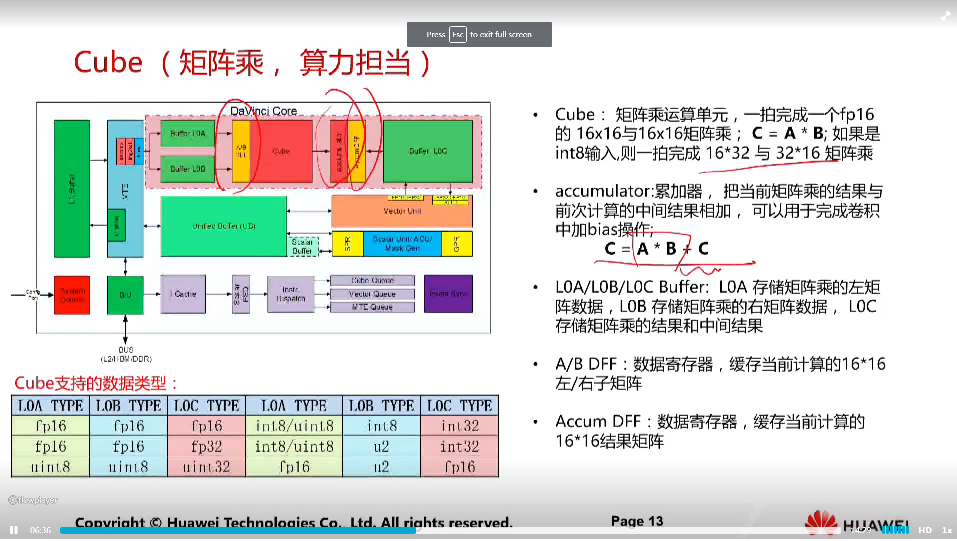 Press Esc to exit full screen
Cube （ 矩阵乘， 算力担当 ）
DaVinci Core
Buffer L0A
Buffer L0B
A/B DFF
Cube
accumulator
Accum DFF
Buffer L0C
L1 Buffer
MTE
Unified Buffer (UB)
Scalar Buffer
Vector Unit
SPR
Scalar Unit/ AGU/ Mask Gen
GPR
Config Port
System Control
BIU
I Cache
Instr. Dispatch
Cube Queue
Vector Queue
MTE Queue
Event Sync
BUS
(L2/HBM/DDR)
Cube支持的数据类型：
L0A TYPE L0B TYPE L0C TYPE L0A TYPE L0B TYPE L0C TYPE
fp16 fp16 fp16 int8/uint8 int8 int32
fp16 fp16 fp32 int8/uint8 u2 int32
uint8 uint8 uint32 fp16 u2 fp16
• Cube： 矩阵乘运算单元，一拍完成一个fp16
的 16x16与16x16矩阵乘； C = A * B; 如果是
int8输入,则一拍完成 16*32 与 32*16 矩阵乘
• accumulator:累加器， 把当前矩阵乘的结果与
前次计算的中间结果相加， 可以用于完成卷积
中加bias操作;
C = A * B + C
• L0A/L0B/L0C Buffer: L0A 存储矩阵乘的左矩
阵数据，L0B 存储矩阵乘的右矩阵数据， L0C
存储矩阵乘的结果和中间结果
• A/B DFF：数据寄存器，缓存当前计算的16*16
左/右子矩阵
• Accum DFF：数据寄存器，缓存当前计算的
16*16结果矩阵
flowplayer
Copyright © Huawei Technologies Co., Ltd. All rights reserved.
Page 13
HUAWEI
06:36
HD
1x